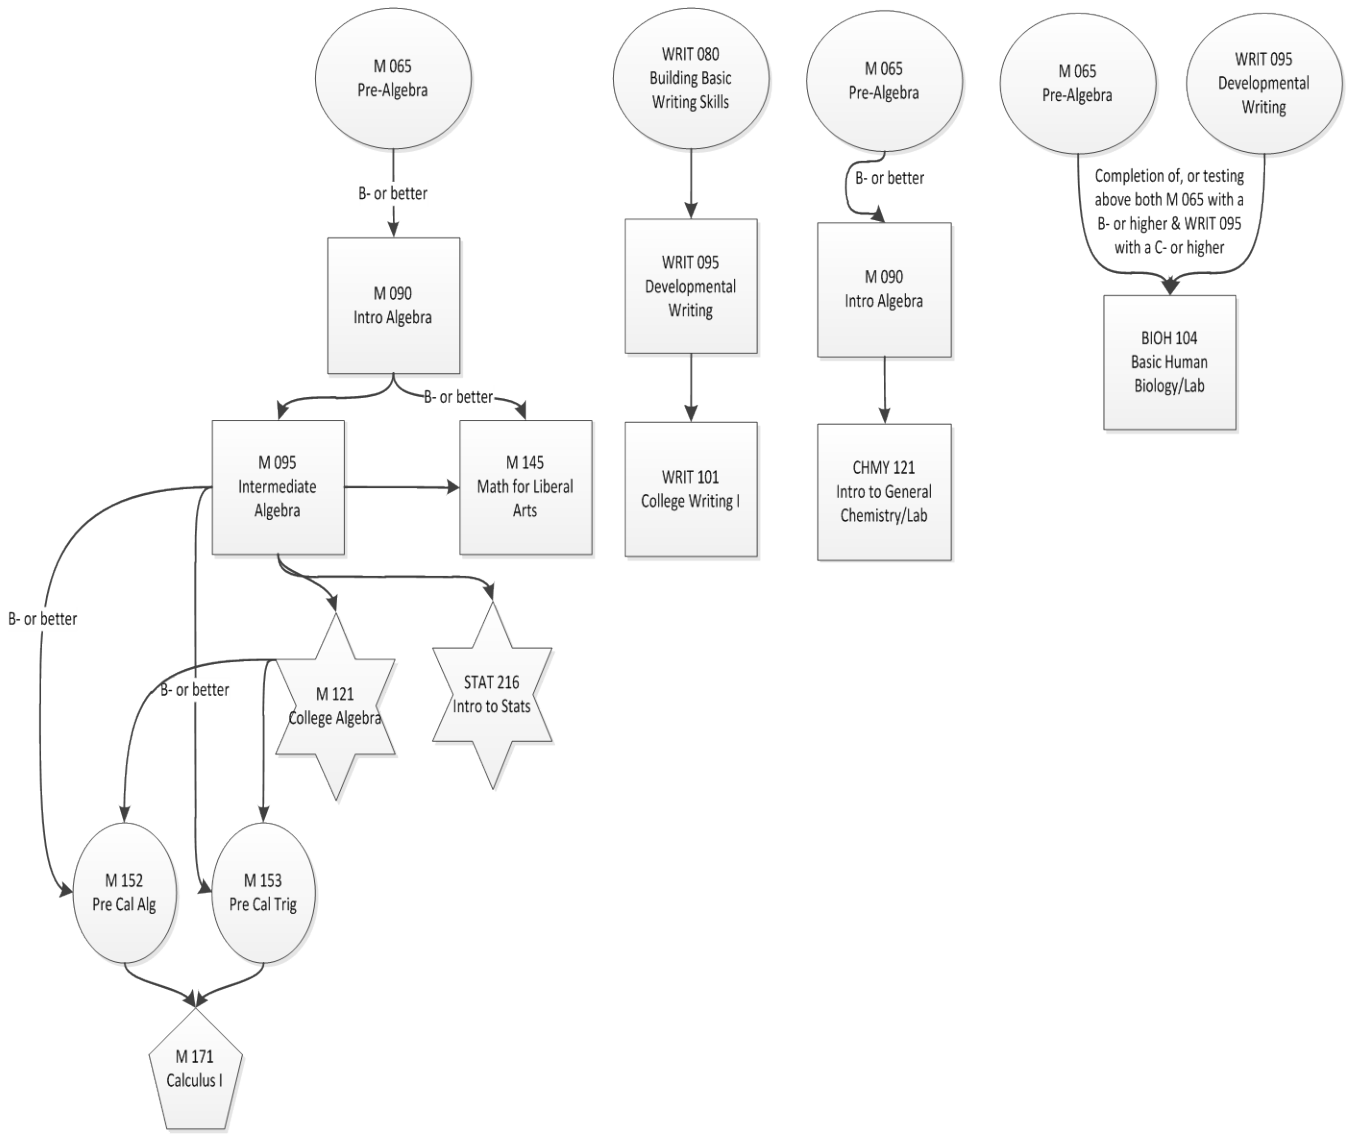 M 065
Pre-Algebra
WRIT 080
Building Basic
Writing Skills
M 065
Pre-Algebra
M 065
Pre-Algebra
WRIT 095
Developmental
Writing
B- or better
B- or better
Completion of, or testing
above both M 065 with a
B- or higher & WRIT 095
with a C- or higher
M 090
Intro Algebra
WRIT 095
Developmental
Writing
M 090
Intro Algebra
BIOH 104
Basic Human
Biology/Lab
B- or better
M 095
Intermediate
Algebra
M 145
Math for Liberal
Arts
WRIT 101
College Writing I
CHMY 121
Intro to General
Chemistry/Lab
B- or better
B- or better
M 121
College Algebra
STAT 216
Intro to Stats
M 152
Pre Cal Alg
M 153
Pre Cal Trig
M 171
Calculus I